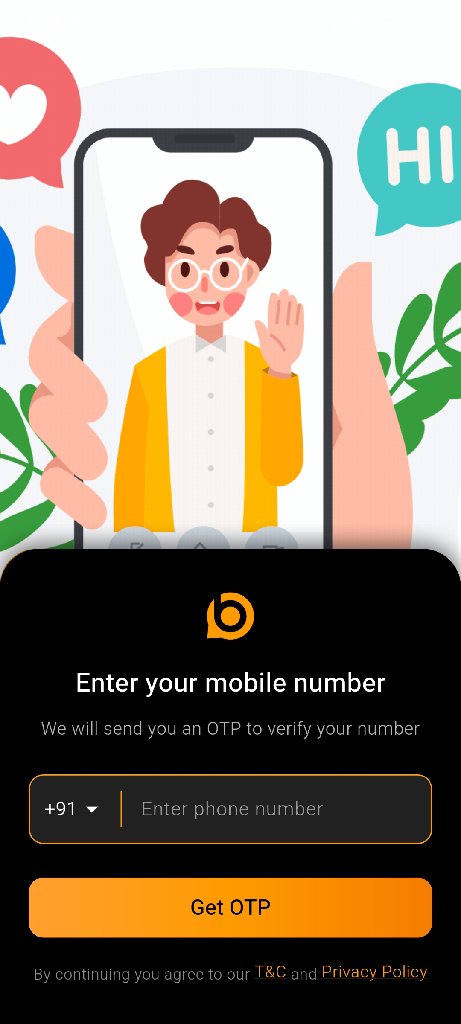 HI
Enter your mobile number
We will send you an OTP to verify your number
+91 Enter phone number
Get OTP
By continuing you agree to our T&C and Privacy Policy